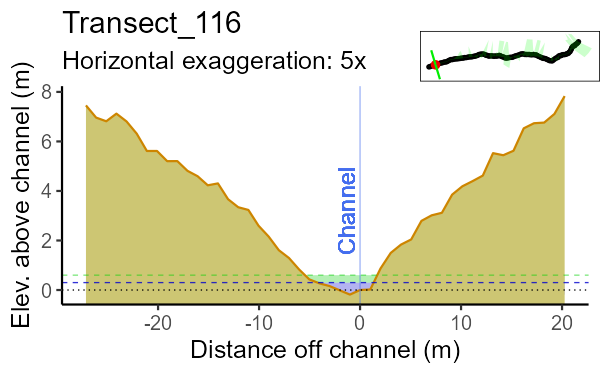 Transect_116
Horizontal exaggeration: 5x
Elev. above channel (m)
8
6
4
2
0
Channel
-20
-10
0
10
20
Distance off channel (m)